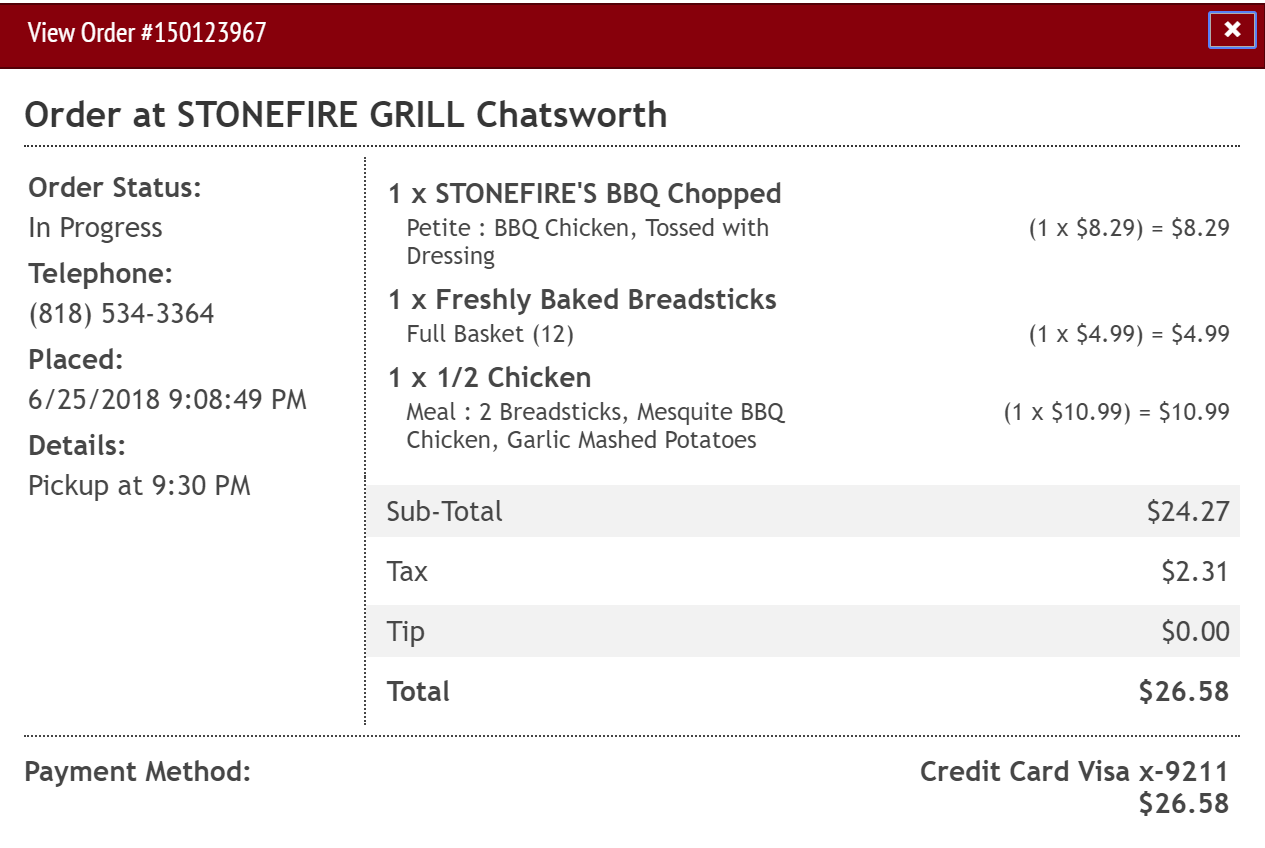 View Order #150123967
Order at STONEFIRE GRILL Chatsworth
Order Status:
In Progress
Telephone:
(818) 534-3364
Placed:
6/25/2018 9:08:49 PM
Details:
Pickup at 9:30 PM
1 x STONEFIRE'S BBQ Chopped
Petite : BBQ Chicken, Tossed with (1 x $8.29) = $8.29
Dressing
1 x Freshly Baked Breadsticks
Full Basket (12) (1 x $4.99) = $4.99
1 x 1/2 Chicken
Meal : 2 Breadsticks, Mesquite BBQ (1 x $10.99) = $10.99
Chicken, Garlic Mashed Potatoes
Sub-Total $24.27
Tax $2.31
Tip $0.00
Total $26.58
Payment Method: Credit Card Visa x-9211
$26.58